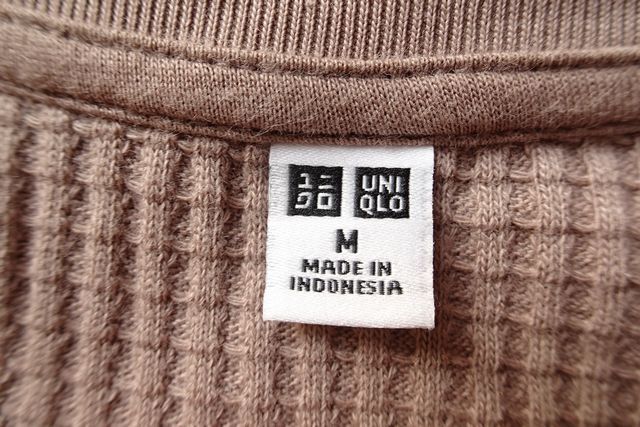 ユニ UNI
クロ QLO
M
MADE IN
INDONESIA